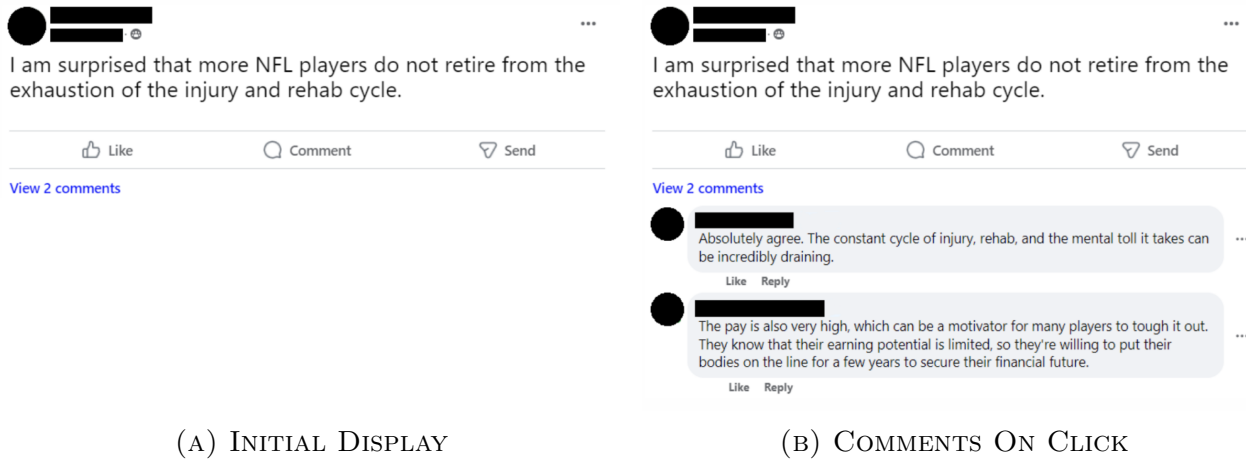 I am surprised that more NFL players do not retire from the
exhaustion of the injury and rehab cycle.
Like Comment Send
View 2 comments
(A) INITIAL DISPLAY
I am surprised that more NFL players do not retire from the
exhaustion of the injury and rehab cycle.
Like Comment Send
View 2 comments
Absolutely agree. The constant cycle of injury, rehab, and the mental toll it takes can
be incredibly draining.
Like Reply
The pay is also very high, which can be a motivator for many players to tough it out.
They know that their earning potential is limited, so they're willing to put their
bodies on the line for a few years to secure their financial future.
Like Reply
(B) COMMENTS ON CLICK